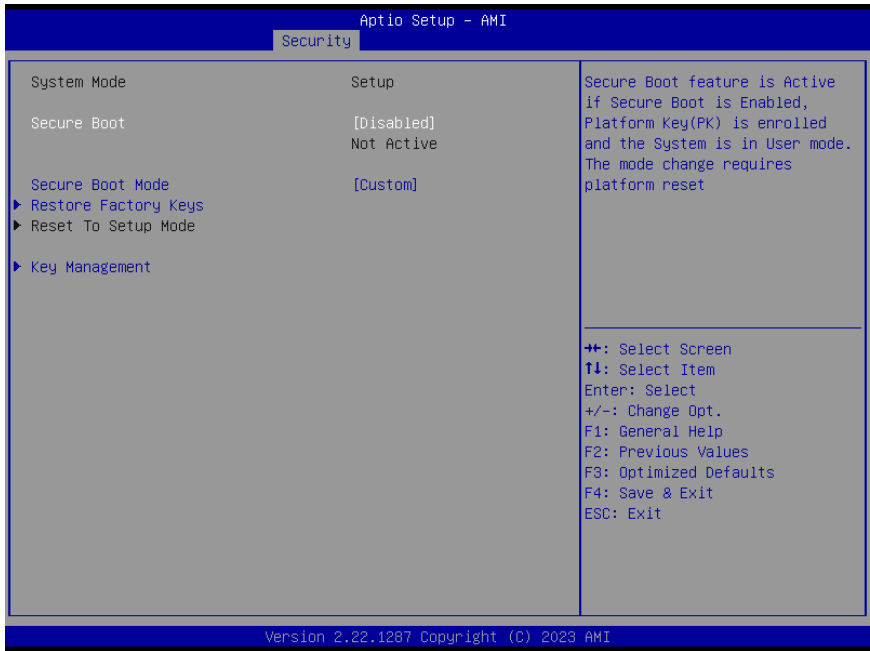 Aptio Setup – AMI
Security
System Mode Setup
Secure Boot [Disabled]
Not Active
Secure Boot Mode [Custom]
Restore Factory Keys
Reset To Setup Mode
Key Management
Secure Boot feature is Active
if Secure Boot is Enabled,
Platform Key(PK) is enrolled
and the System is in User mode.
The mode change requires
platform reset
→←: Select Screen
↑↓: Select Item
Enter: Select
+/-: Change Opt.
F1: General Help
F2: Previous Values
F3: Optimized Defaults
F4: Save & Exit
ESC: Exit
Version 2.22.1287 Copyright (C) 2023 AMI